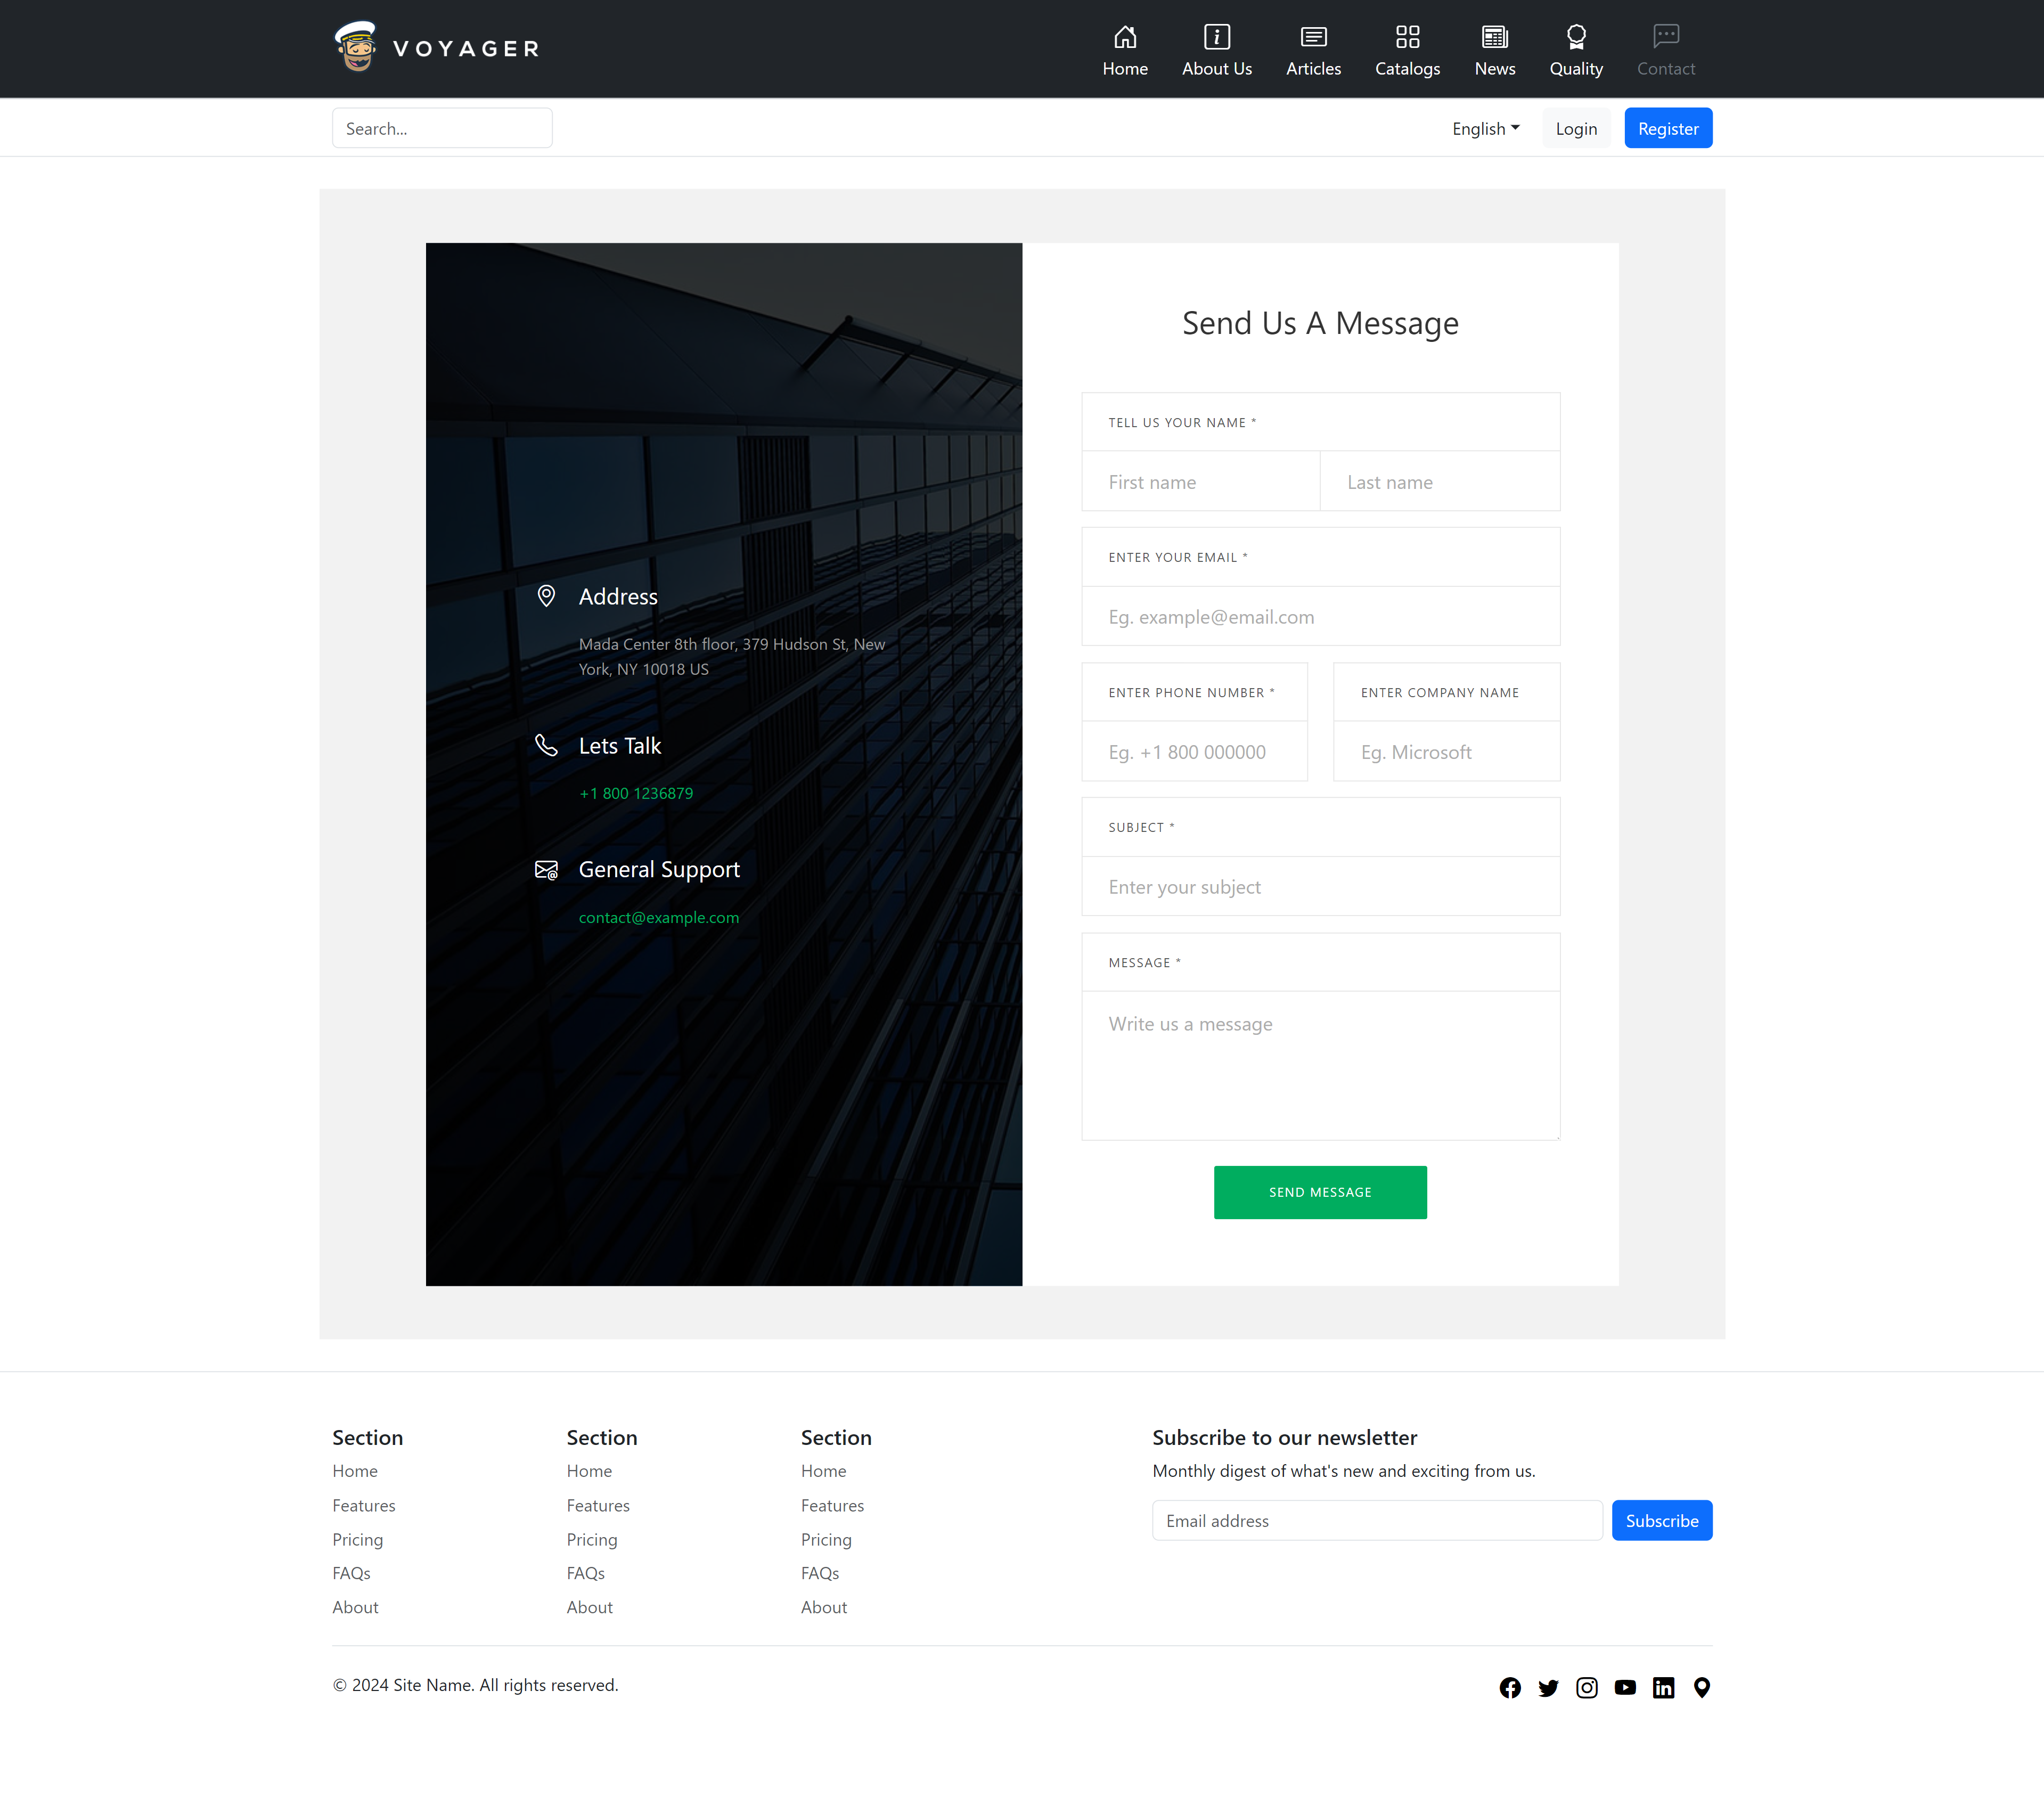 VOYAGER
Home
About Us
Articles
Catalogs
News
Quality
Contact
Search...
English
Login
Register
Address
Mada Center 8th floor, 379 Hudson St, New
York, NY 10018 US
Lets Talk
+1 800 1236879
General Support
contact@example.com
Send Us A Message
TELL US YOUR NAME *
First name
Last name
ENTER YOUR EMAIL *
Eg. example@email.com
ENTER PHONE NUMBER *
Eg. +1 800 000000
ENTER COMPANY NAME
Eg. Microsoft
SUBJECT *
Enter your subject
MESSAGE *
Write us a message
SEND MESSAGE
Section
Home
Features
Pricing
FAQs
About
Section
Home
Features
Pricing
FAQs
About
Section
Home
Features
Pricing
FAQs
About
Subscribe to our newsletter
Monthly digest of what's new and exciting from us.
Email address
Subscribe
© 2024 Site Name. All rights reserved.